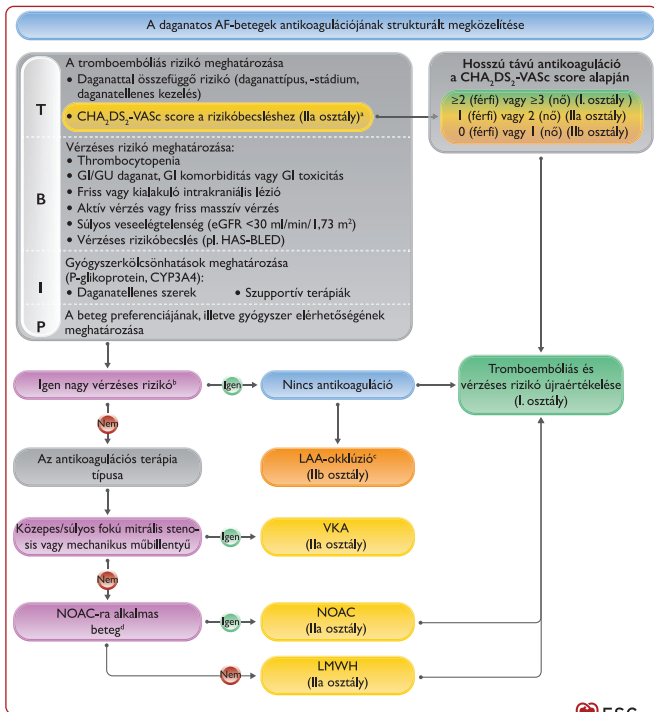 A daganatos AF-betegek antikoagulációjának strukturált megközelítése
T
A tromboembóliás rizikó meghatározása
• Daganattal összefüggő rizikó (daganattípus, -stádium,
daganatellenes kezelés)
• CHA2DS2-VASc score a rizikóbecsléshez (IIa osztály)a
Hosszú távú antikoaguláció
a CHA2DS2-VASc score alapján
≥2 (férfi) vagy ≥3 (nő) (I. osztály )
1 (férfi) vagy 2 (nő) (IIa osztály)
0 (férfi) vagy 1 (nő) (IIb osztály)
B
Vérzéses rizikó meghatározása:
• Thrombocytopenia
• GI/GU daganat, GI komorbiditás vagy GI toxicitás
• Friss vagy kialakuló intrakraniális lézió
• Aktív vérzés vagy friss masszív vérzés
• Súlyos veseelégtelenség (eGFR <30 ml/min/1,73 m2)
• Vérzéses rizikóbecslés (pl. HAS-BLED)
I
Gyógyszerkölcsönhatások meghatározása
(P-glikoprotein, CYP3A4):
• Daganatellenes szerek
• Szupportív terápiák
P
A beteg preferenciájának, illetve gyógyszer elérhetőségének
meghatározása
Igen nagy vérzéses rizikób
Igen
Nincs antikoaguláció
Tromboembóliás és
vérzéses rizikó újraértékelése
(I. osztály)
Nem
Az antikoagulációs terápia
típusa
LAA-okklúzióc
(IIb osztály)
Közepes/súlyos fokú mitrális steno-
sis vagy mechanikus műbillentyű
Igen
VKA
(IIa osztály)
Nem
NOAC-ra alkalmas
betegd
Igen
NOAC
(IIa osztály)
Nem
LMWH
(IIa osztály)
ESC